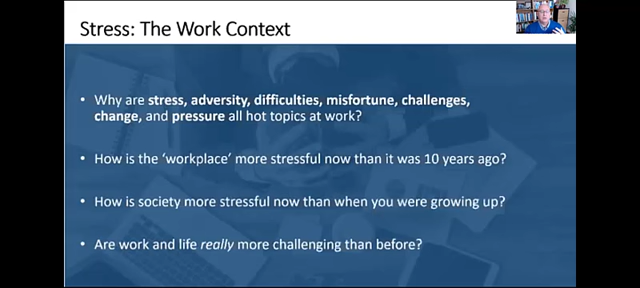 Stress: The Work Context
• Why are stress, adversity, difficulties, misfortune, challenges,
change, and pressure all hot topics at work?
• How is the ‘workplace’ more stressful now than it was 10 years ago?
• How is society more stressful now than when you were growing up?
• Are work and life really more challenging than before?